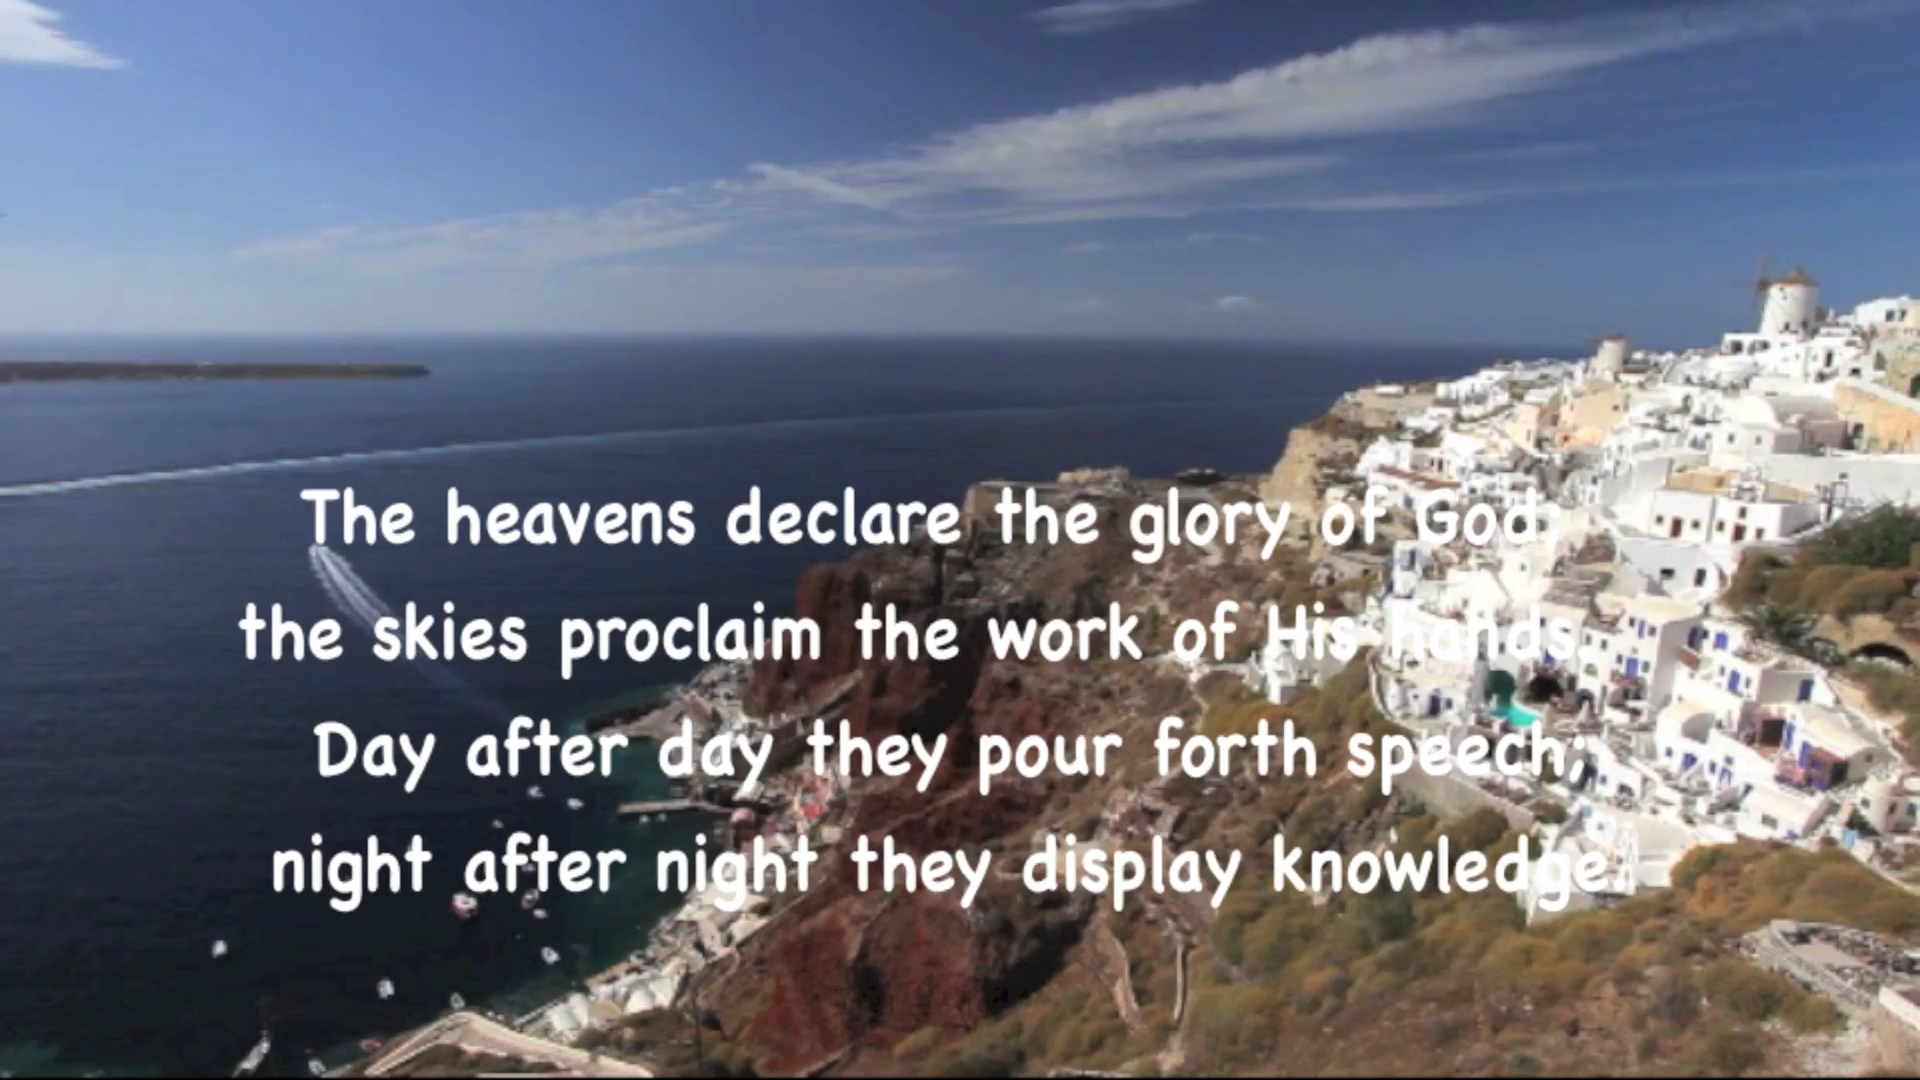 The heavens declare the glory of God;
the skies proclaim the work of His hands.
Day after day they pour forth speech;
night after night they display knowledge.